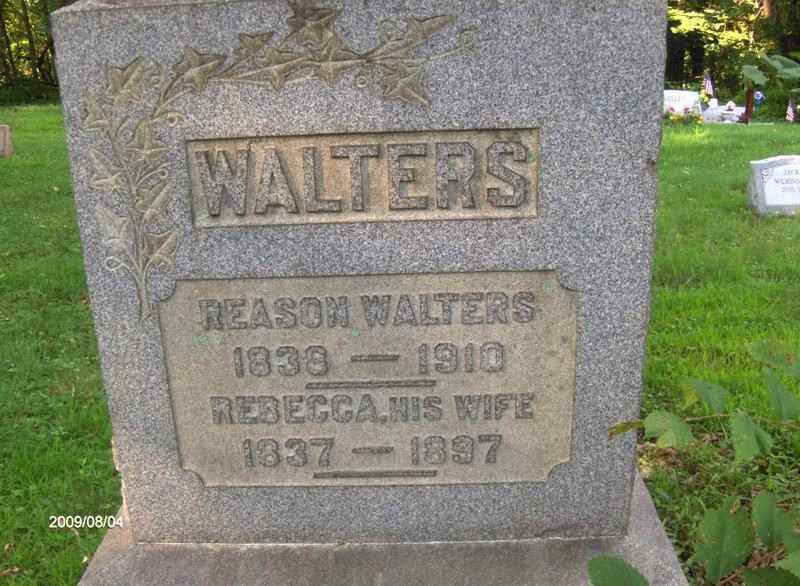 WALTERS
REASON WALTERS
1838 — 1910
REBECCA, HIS WIFE
1837 — 1897
2009/08/04